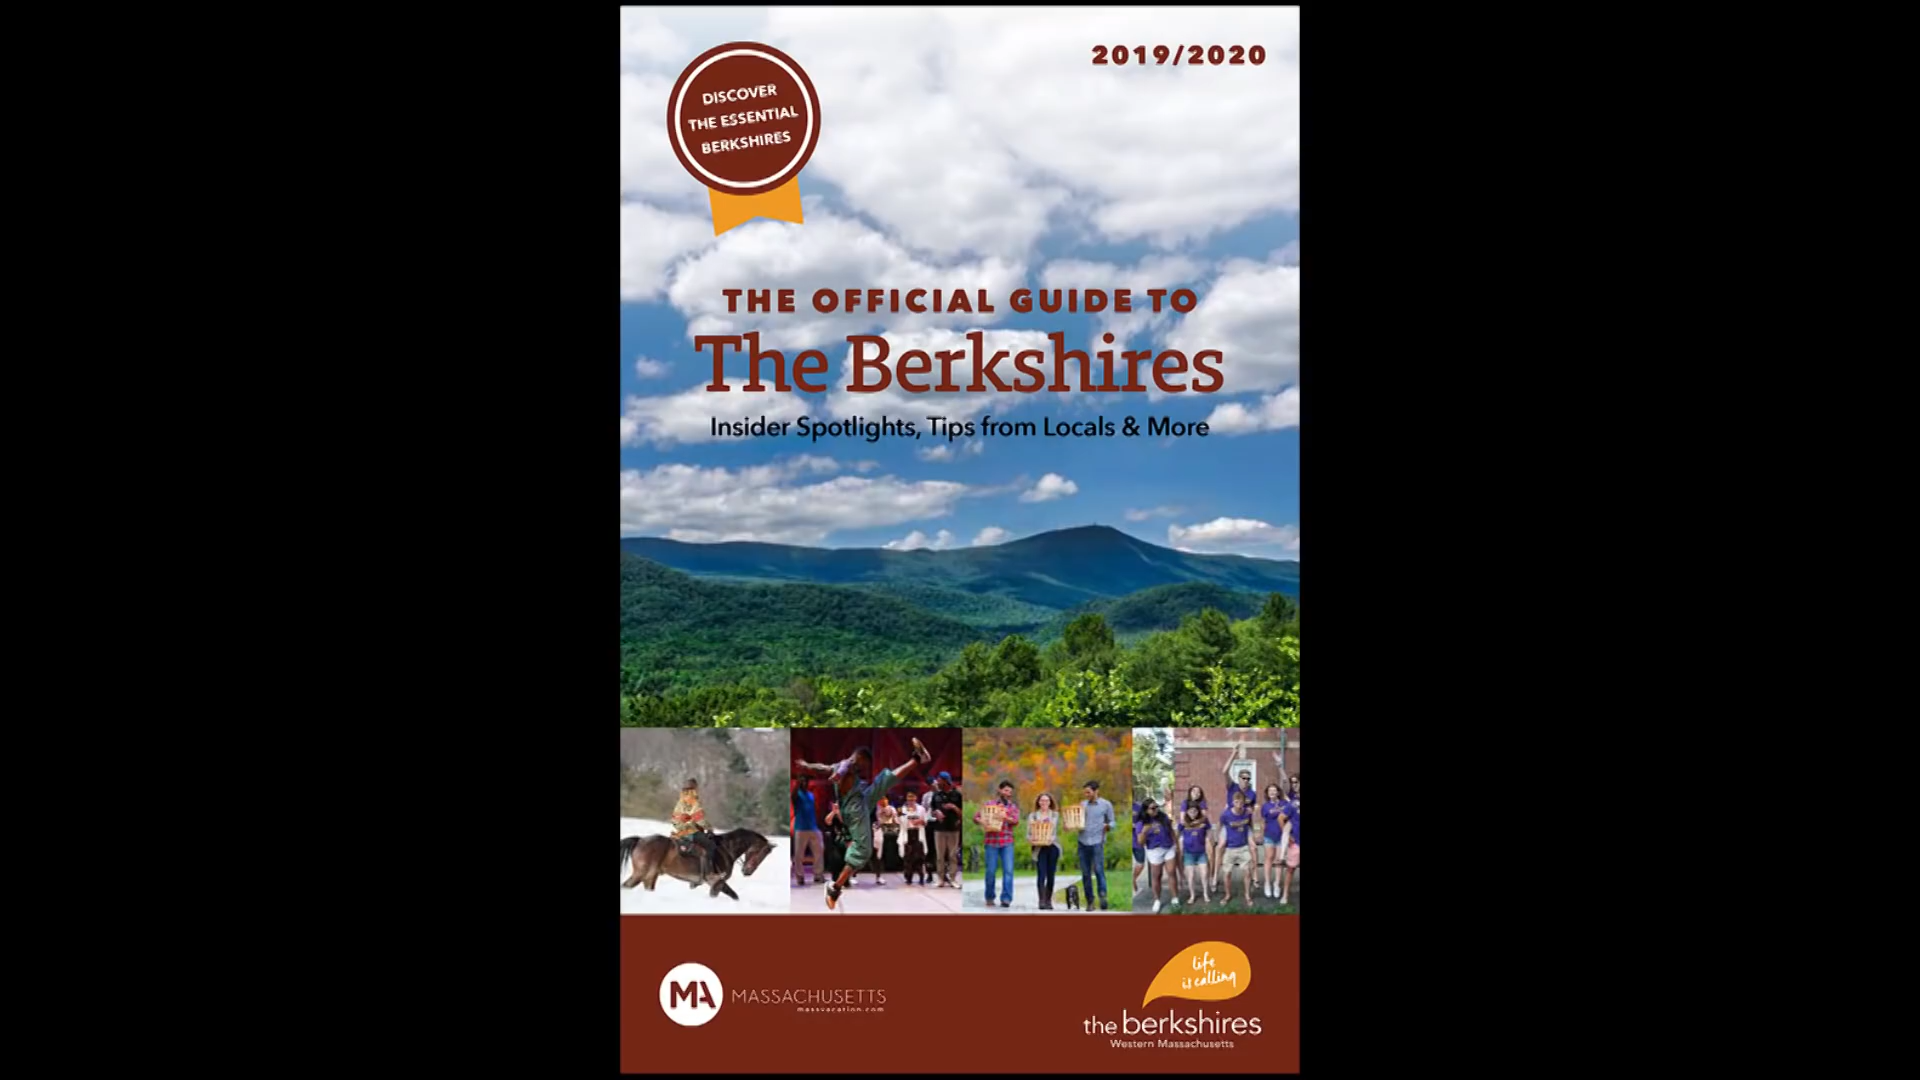 2019/2020
DISCOVER
THE ESSENTIAL
BERKSHIRES
THE OFFICIAL GUIDE TO
The Berkshires
Insider Spotlights, Tips from Locals & More
MA
MASSACHUSETTS
massvacation.com
life
is calling
the berkshires
Western Massachusetts